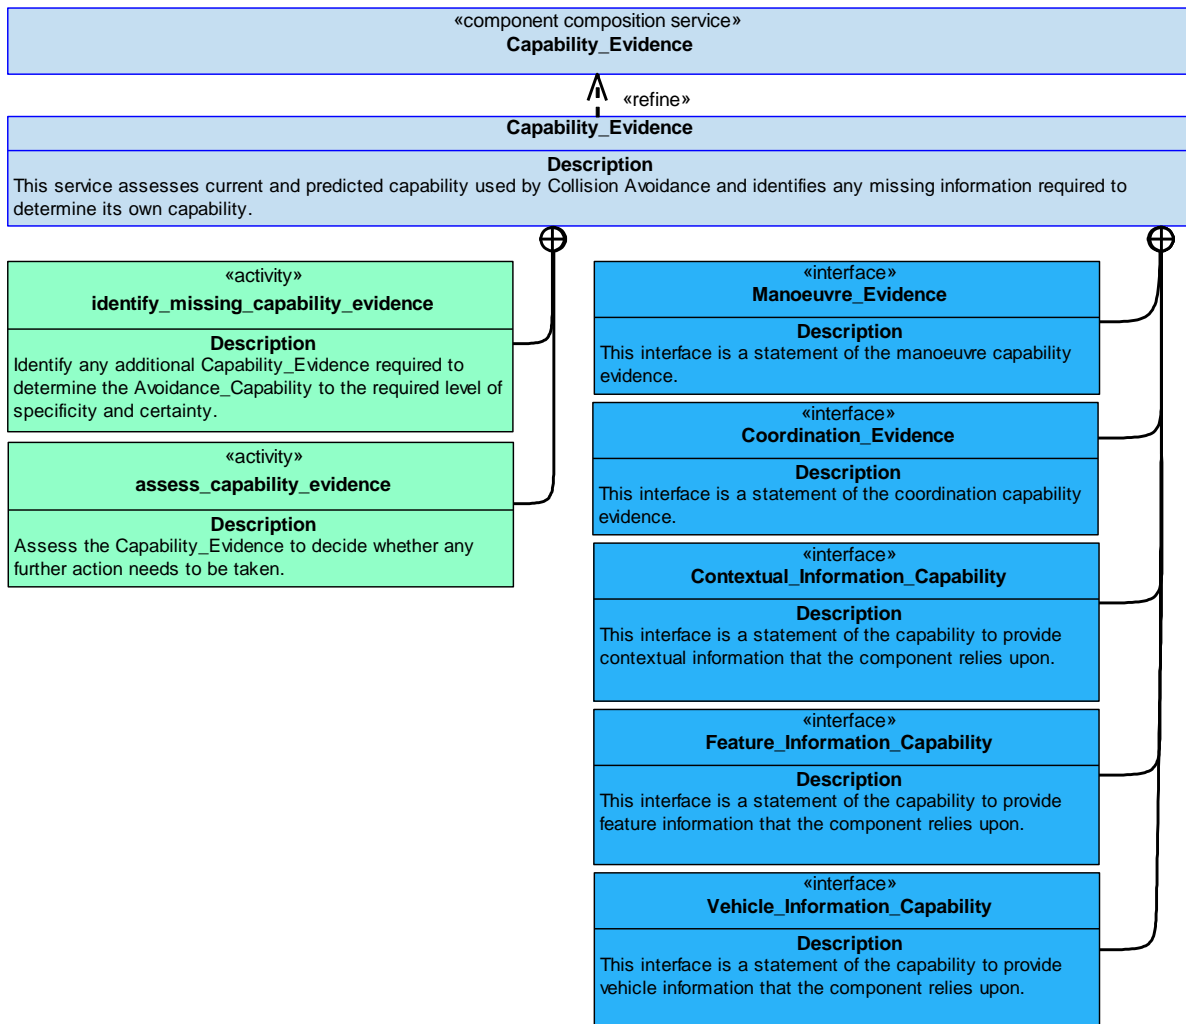 «component composition service»
Capability_Evidence
«refine»
Capability_Evidence
Description
This service assesses current and predicted capability used by Collision Avoidance and identifies any missing information required to
determine its own capability.
«activity»
identify_missing_capability_evidence
Description
Identify any additional Capability_Evidence required to
determine the Avoidance_Capability to the required level of
specificity and certainty.
«activity»
assess_capability_evidence
Description
Assess the Capability_Evidence to decide whether any
further action needs to be taken.
«interface»
Manoeuvre_Evidence
Description
This interface is a statement of the manoeuvre capability
evidence.
«interface»
Coordination_Evidence
Description
This interface is a statement of the coordination capability
evidence.
«interface»
Contextual_Information_Capability
Description
This interface is a statement of the capability to provide
contextual information that the component relies upon.
«interface»
Feature_Information_Capability
Description
This interface is a statement of the capability to provide
feature information that the component relies upon.
«interface»
Vehicle_Information_Capability
Description
This interface is a statement of the capability to provide
vehicle information that the component relies upon.